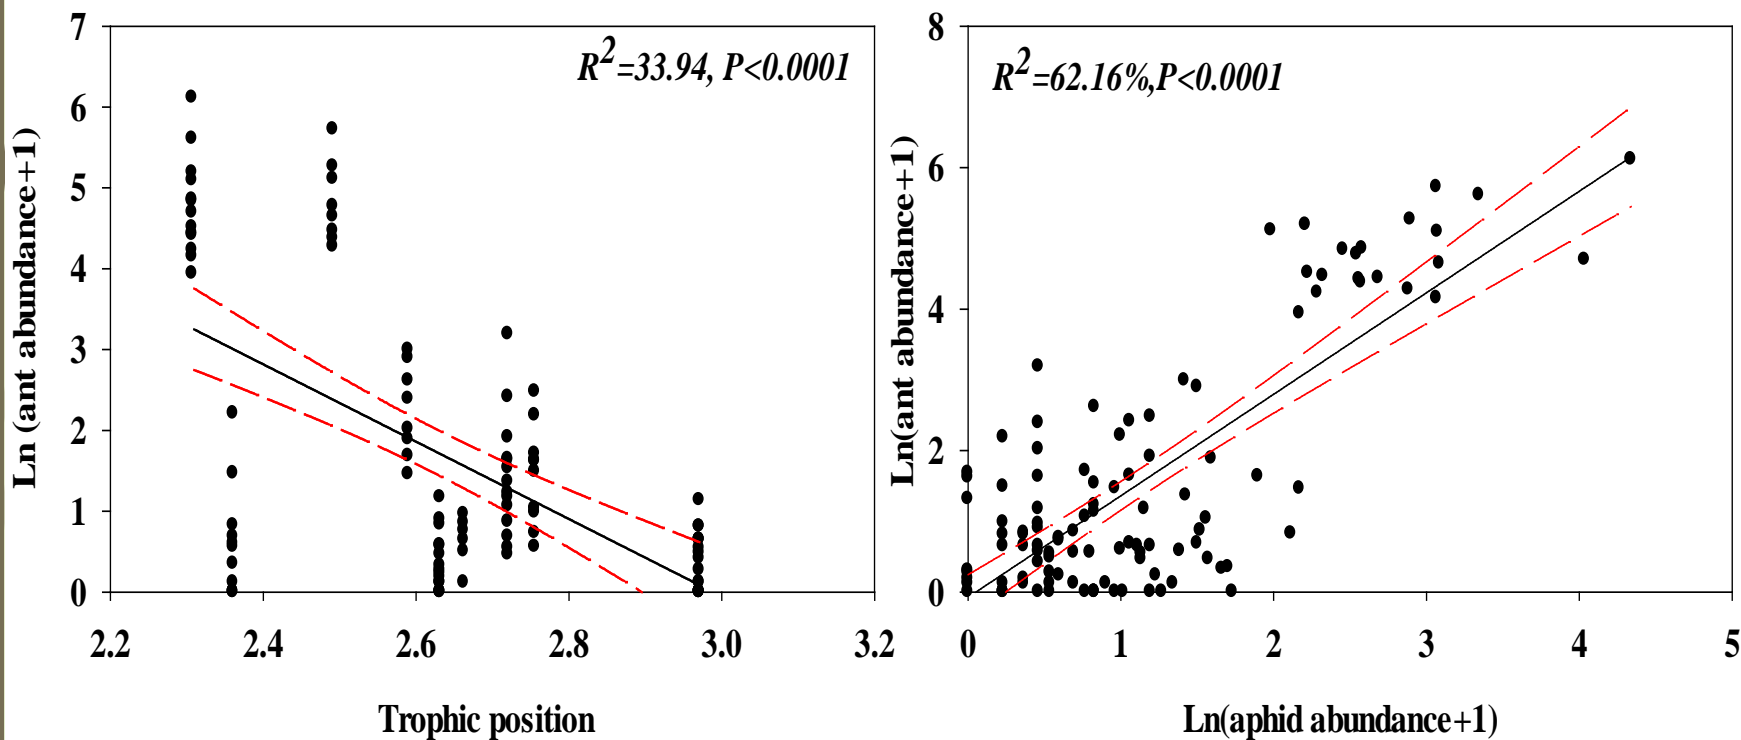 R²=33.94, P<0.0001
Ln (ant abundance+1)
7
6
5
4
3
2
1
0
2.2 2.4 2.6 2.8 3.0 3.2
Trophic position
R²=62.16%,P<0.0001
Ln(ant abundance+1)
8
6
4
2
0
0 1 2 3 4 5
Ln(aphid abundance+1)